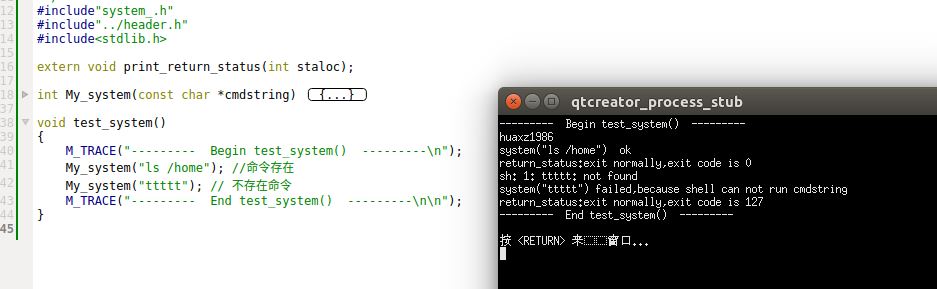 12 #include"system_.h"
13 #include"../header.h"
14 #include<stdlib.h>
15
16 extern void print_return_status(int staloc);
17
18 int My_system(const char *cmdstring) {...}
38 void test_system()
39 {
40 M_TRACE("--------- Begin test_system() ---------\n");
41 My_system("ls /home"); //命令存在
42 My_system("ttttt"); // 不存在命令
43 M_TRACE("--------- End test_system() ---------\n\n");
44 }
45
qtcreator_process_stub
--------- Begin test_system() ---------
huaxz1986
system("ls /home") ok
return_status:exit normally,exit code is 0
sh: 1: ttttt: not found
system("ttttt") failed,because shell can not run cmdstring
return_status:exit normally,exit code is 127
--------- End test_system() ---------
按 <RETURN> 来窗口...